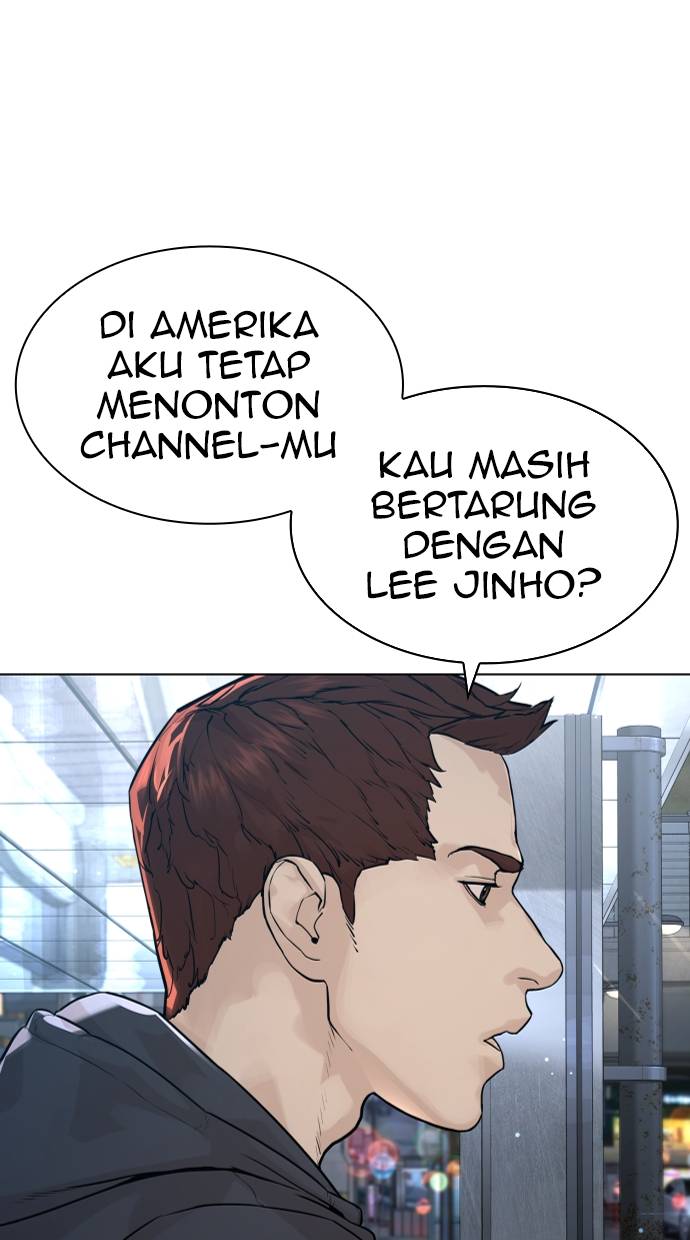 DI AMERIKA
AKU TETAP
MENONTON
CHANNEL-MU
KAU MASIH
BERTARUNG
DENGAN
LEE JINHO?